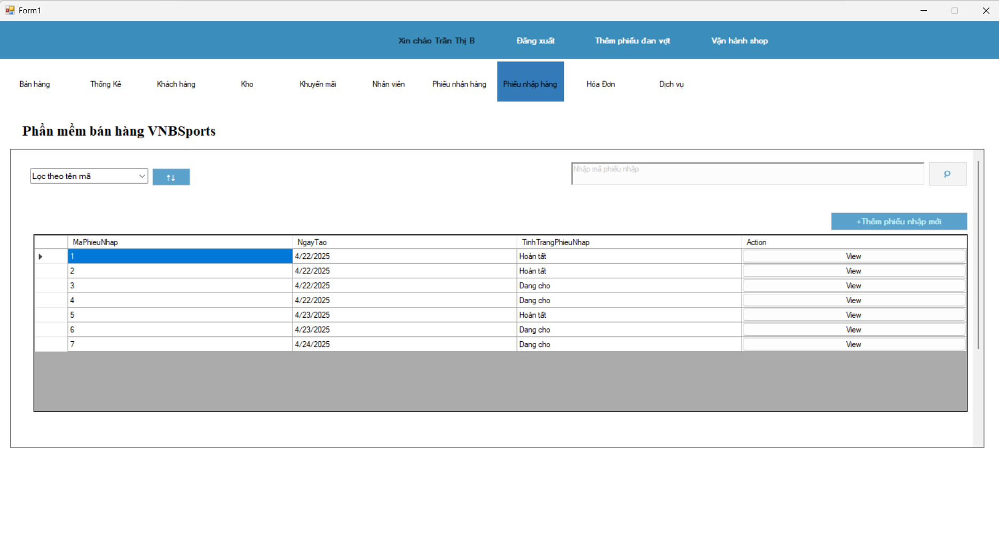 Form1
Xin chào Trần Thị B Đăng xuất Thêm phiếu đan vợt Vận hành shop
Bán hàng Thống Kê Khách hàng Kho Khuyến mãi Nhân viên Phiếu nhận hàng Phiếu nhập hàng Hóa Đơn Dịch vụ
Phần mềm bán hàng VNBSports
Lọc theo tên mã ↑↓ Nhập mã phiếu nhập
+Thêm phiếu nhập mới
MaPhieuNhap NgayTao TinhTrangPhieuNhap Action
1 4/22/2025 Hoàn tất View
2 4/22/2025 Hoàn tất View
3 4/22/2025 Dang cho View
4 4/22/2025 Dang cho View
5 4/23/2025 Hoàn tất View
6 4/23/2025 Dang cho View
7 4/24/2025 Dang cho View